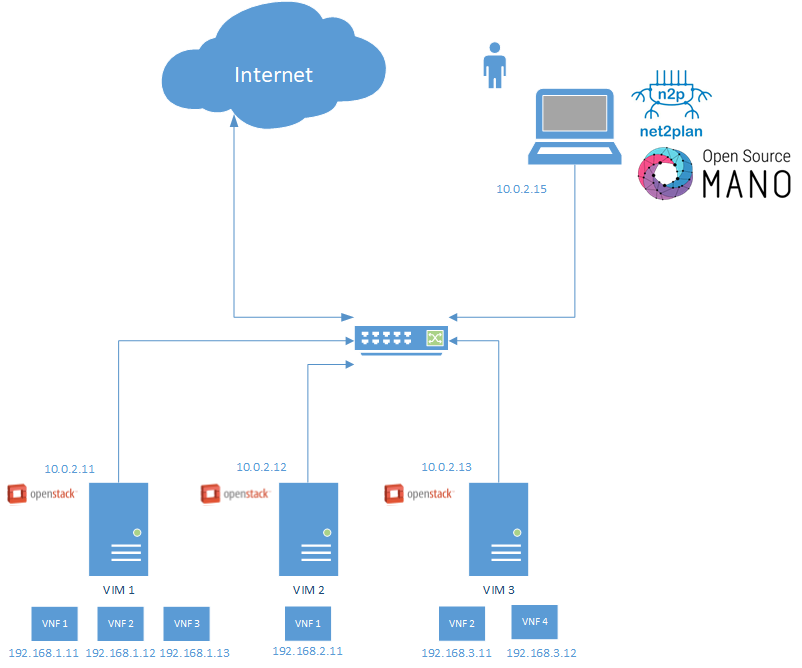 Internet
n2p
net2plan
Open Source
MANO
10.0.2.15
10.0.2.11
openstack
10.0.2.12
openstack
10.0.2.13
openstack
VIM 1
VIM 2
VIM 3
VNF 1
VNF 2
VNF 3
VNF 1
VNF 2
VNF 4
192.168.1.11
192.168.1.12
192.168.1.13
192.168.2.11
192.168.3.11
192.168.3.12